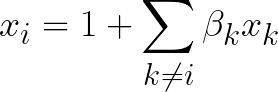 x_i = 1 + \sum_{k \neq i} \beta_k x_k